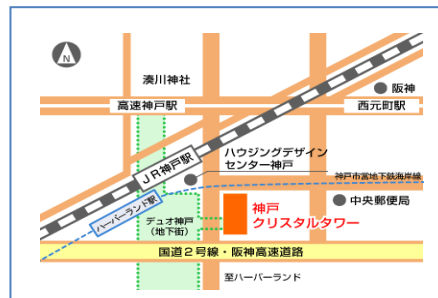 N
湊川神社
阪神
高速神戸駅
西元町駅
JR神戸駅
ハウジングデザイン
センター神戸
神戸市営地下鉄海岸線
ハーバーランド駅
中央郵便局
神戸
クリスタルタワー
デュオ神戸
(地下街)
国道2号線・阪神高速道路
至ハーバーランド